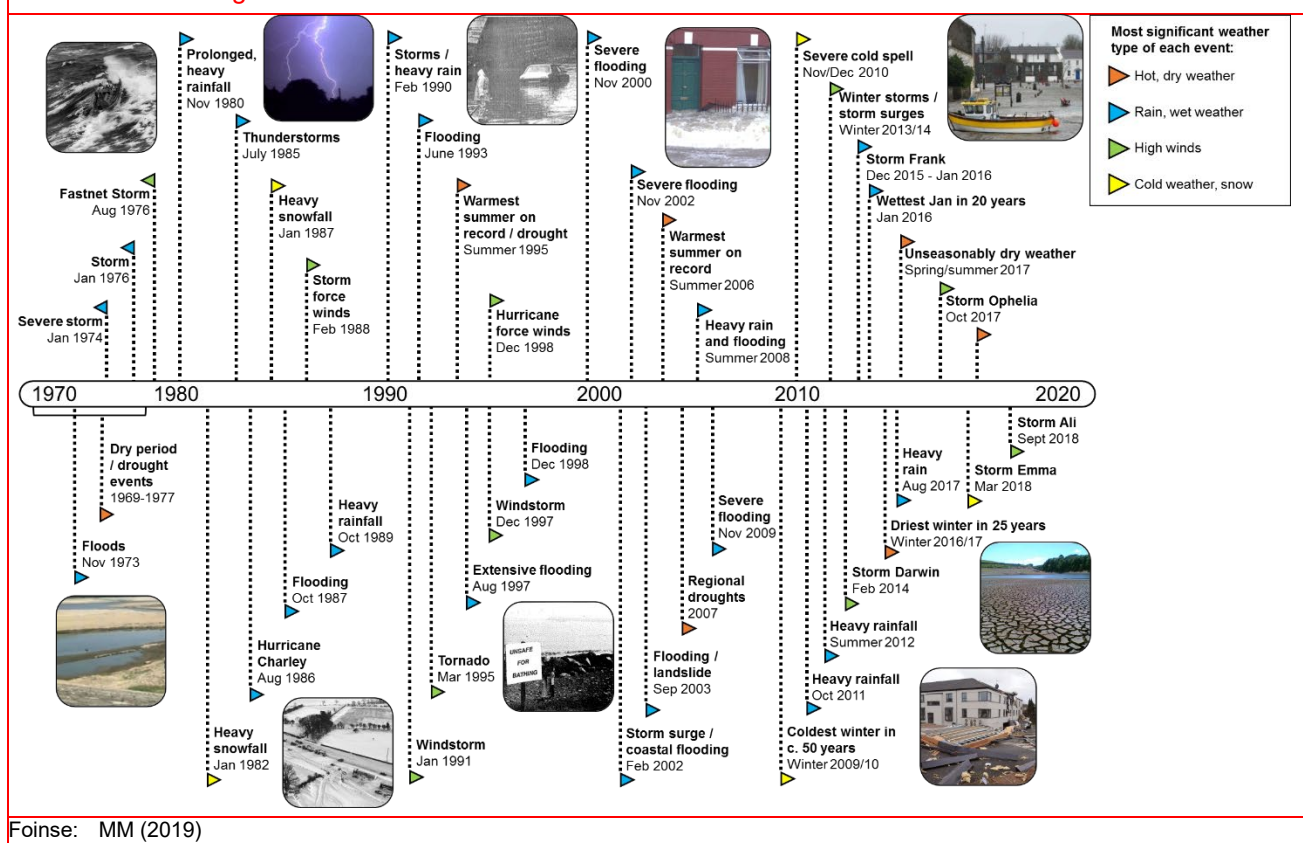 Prolonged,
heavy
rainfall
Nov 1980
Storms /
heavy rain
Feb 1990
Severe
flooding
Nov 2000
Severe cold spell
Nov/Dec 2010
Most significant weather
type of each event:
Hot, dry weather
Rain, wet weather
High winds
Cold weather, snow
Thunderstorms
July 1985
Flooding
June 1993
Winter storms /
storm surges
Winter 2013/14
Storm Frank
Dec 2015 - Jan 2016
Fastnet Storm
Aug 1976
Heavy
snowfall
Jan 1987
Warmest
summer on
record / drought
Summer 1995
Severe flooding
Nov 2002
Wettest Jan in 20 years
Jan 2016
Storm
Jan 1976
Storm
force
winds
Feb 1988
Warmest
summer on
record
Summer 2006
Unseasonably dry weather
Spring/summer 2017
Severe storm
Jan 1974
Hurricane
force winds
Dec 1998
Heavy rain
and flooding
Summer 2008
Storm Ophelia
Oct 2017
1970
1980
1990
2000
2010
2020
Dry period
/ drought
events
1969-1977
Floods
Nov 1973
Heavy
rainfall
Oct 1989
Flooding
Oct 1987
Hurricane
Charley
Aug 1986
Heavy
snowfall
Jan 1982
Flooding
Dec 1998
Windstorm
Dec 1997
Extensive flooding
Aug 1997
UNSAFE
FOR
BATHING
Tornado
Mar 1995
Windstorm
Jan 1991
Severe
flooding
Nov 2009
Regional
droughts
2007
Flooding /
landslide
Sep 2003
Storm surge /
coastal flooding
Feb 2002
Storm Ali
Sept 2018
Heavy
rain
Aug 2017
Storm Emma
Mar 2018
Driest winter in 25 years
Winter 2016/17
Storm Darwin
Feb 2014
Heavy rainfall
Summer 2012
Heavy rainfall
Oct 2011
Coldest winter in
c. 50 years
Winter 2009/10
Foinse: MM (2019)